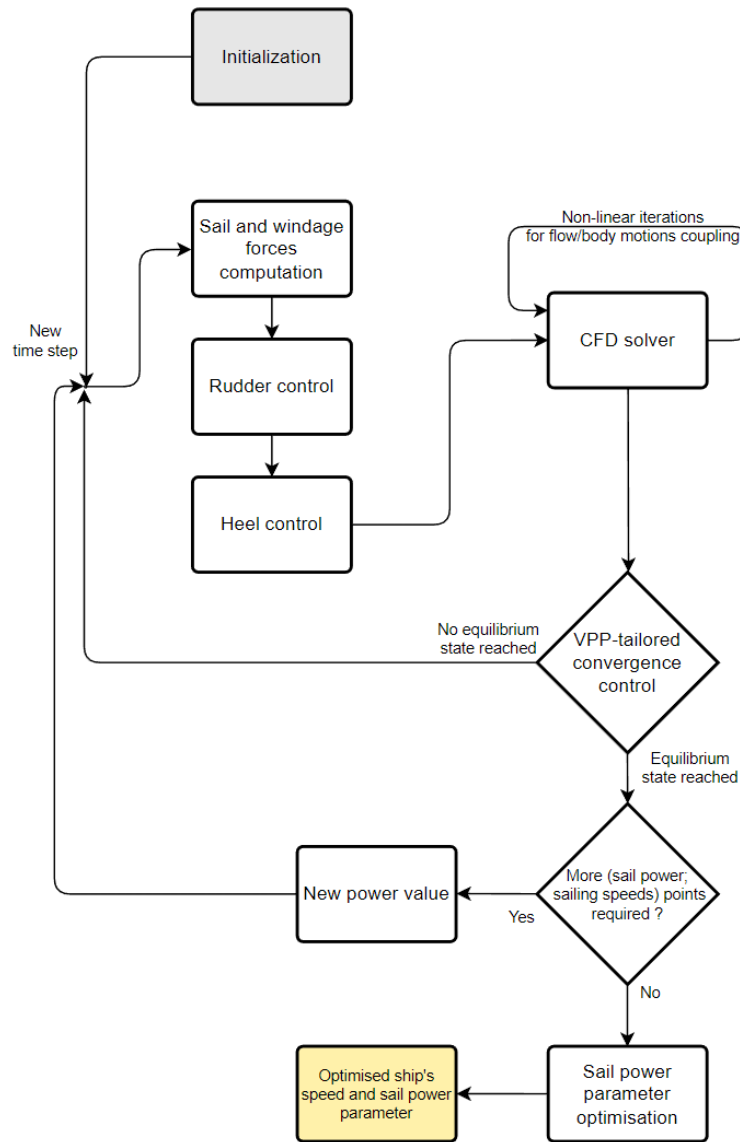 Initialization
Sail and windage
forces
computation
Non-linear iterations
for flow/body motions coupling
New
time step
CFD solver
Rudder control
Heel control
No equilibrium
state reached
VPP-tailored
convergence
control
Equilibrium
state reached
New power value
Yes
More (sail power;
sailing speeds) points
required ?
No
Optimised ship's
speed and sail power
parameter
Sail power
parameter
optimisation